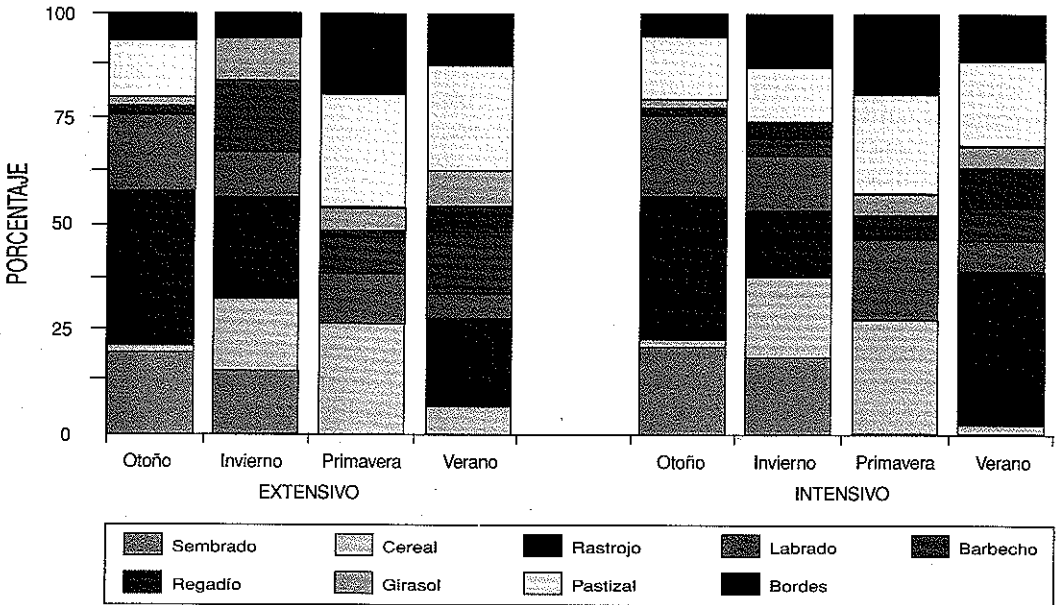 100
75
50
25
0
PORCENTAJE
Otoño Invierno Primavera Verano Otoño Invierno Primavera Verano
EXTENSIVO INTENSIVO
Sembrado Cereal Rastrojo Labrado Barbecho
Regadío Girasol Pastizal Bordes